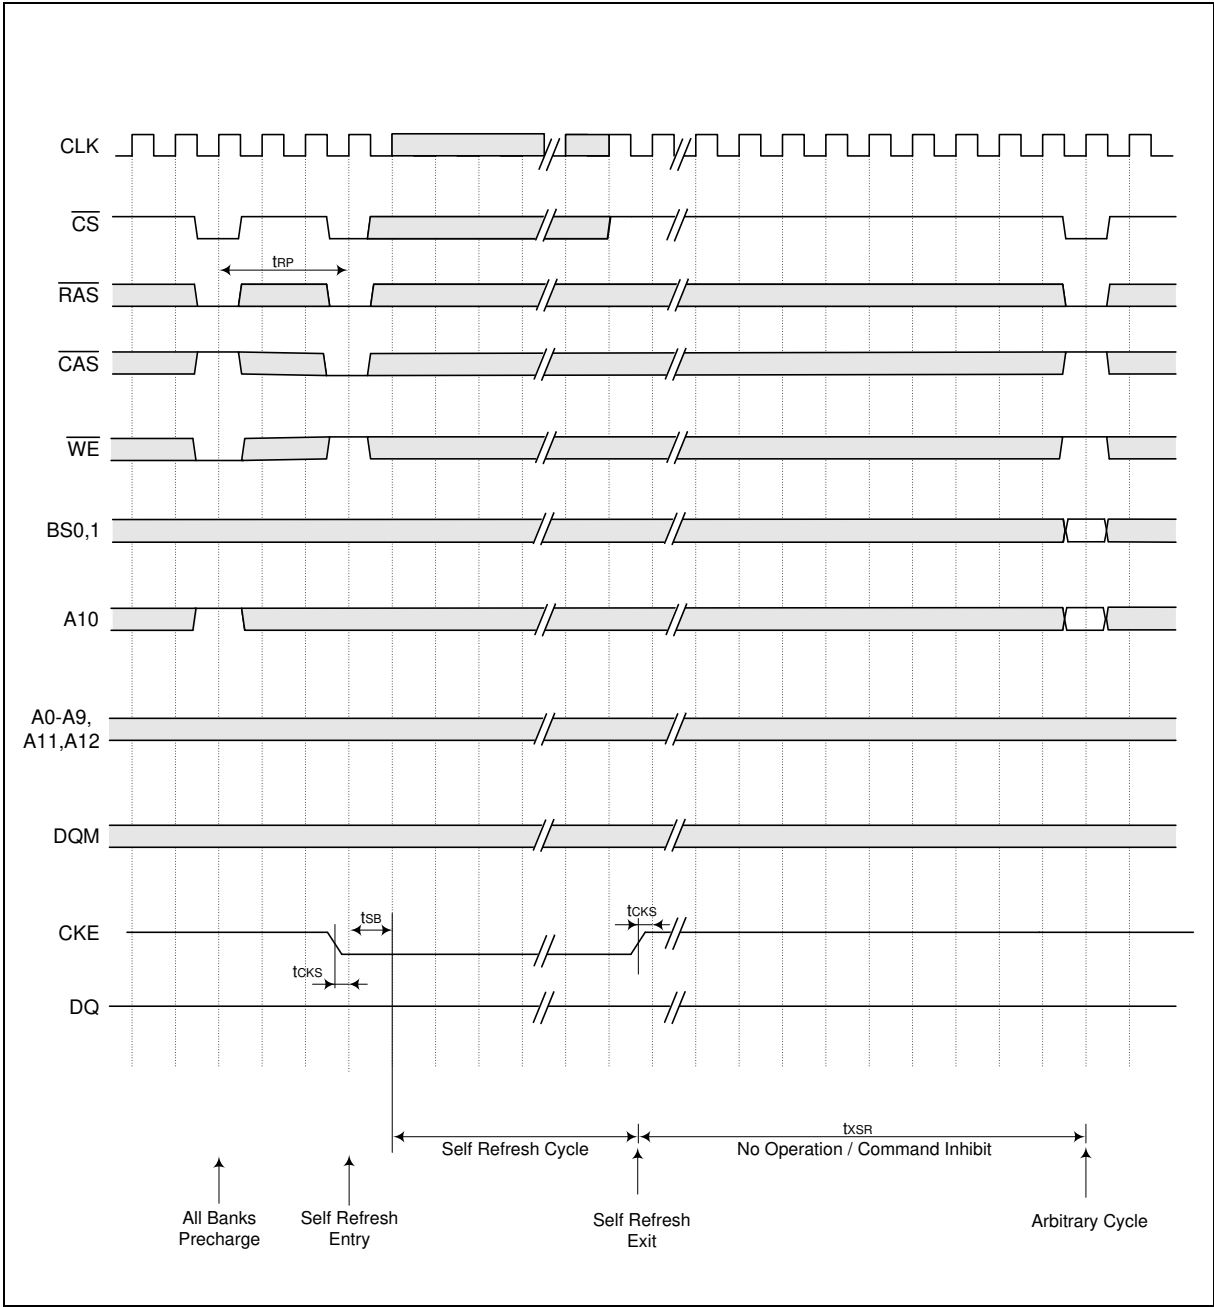 CLK
CS
tRP
RAS
CAS
WE
BS0,1
A10
A0-A9,
A11,A12
DQM
tSB
tCKS
CKE
tCKS
DQ
tXSR
Self Refresh Cycle
No Operation / Command Inhibit
All Banks
Precharge
Self Refresh
Entry
Self Refresh
Exit
Arbitrary Cycle